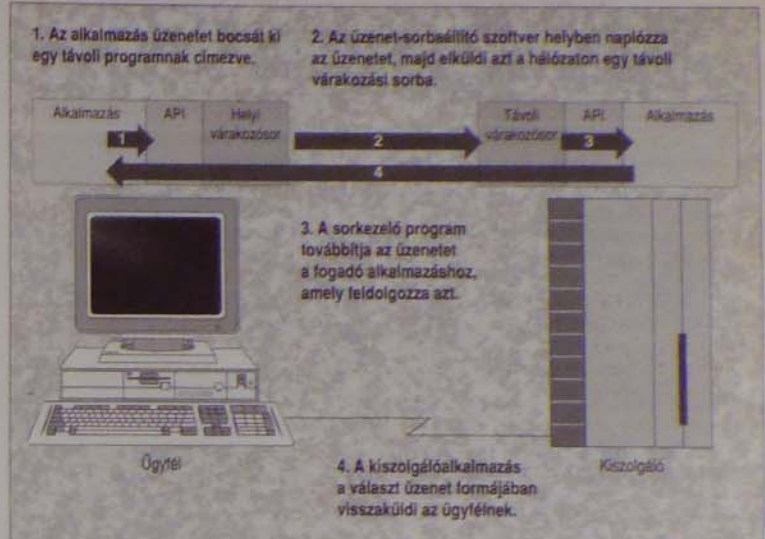 1. Az alkalmazás üzenetet bocsát ki
egy távoli programnak címezve.
2. Az üzenet-sorbaállító szoftver helyben naplózza
az üzenetet, majd elküldi azt a hálózaton egy távoli
várakozási sorba.
Alkalmazás
API
Helyi
várakozósor
Távoli
várakozósor
API
Alkalmazás
1
2
3
4
3. A sorkezelő program
továbbítja az üzenetet
a fogadó alkalmazáshoz,
amely feldolgozza azt.
Ügyfél
Kiszolgáló
4. A kiszolgálóalkalmazás
a választ üzenet formájában
visszaküldi az ügyfélnek.